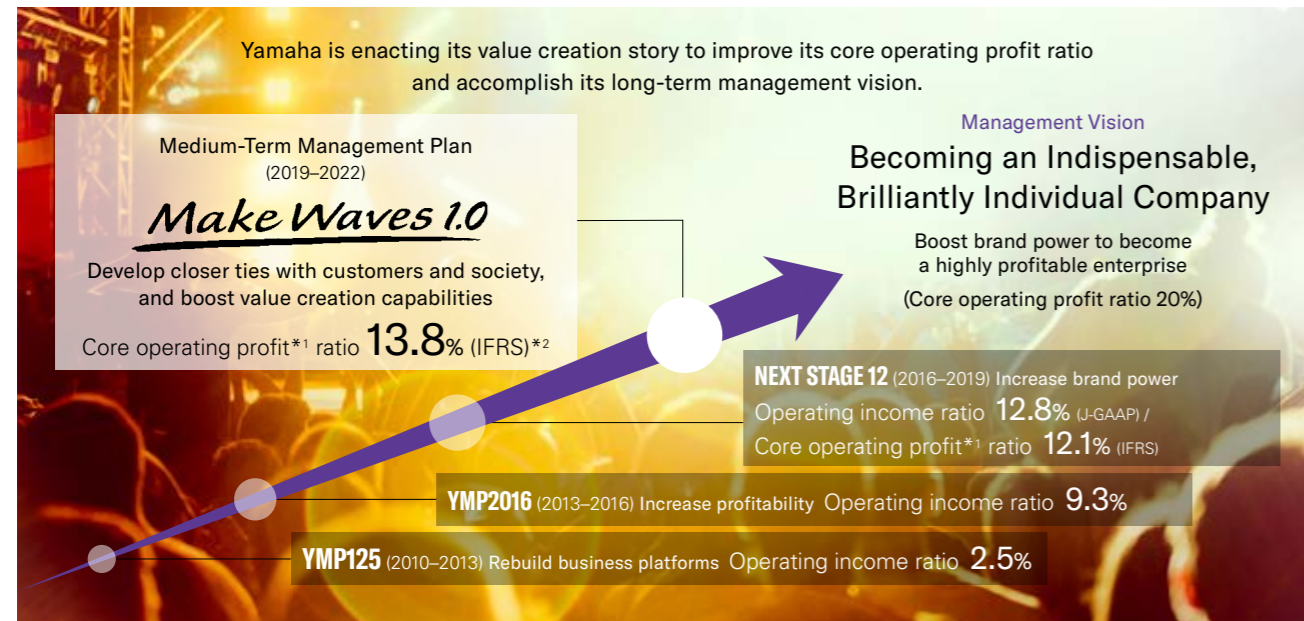 Yamaha is enacting its value creation story to improve its core operating profit ratio
and accomplish its long-term management vision.
Medium-Term Management Plan
(2019–2022)
Make Waves 1.0
Develop closer ties with customers and society,
and boost value creation capabilities
Core operating profit*1 ratio 13.8% (IFRS)*2
Management Vision
Becoming an Indispensable,
Brilliantly Individual Company
Boost brand power to become
a highly profitable enterprise
(Core operating profit ratio 20%)
NEXT STAGE 12 (2016–2019) Increase brand power
Operating income ratio 12.8% (J-GAAP) /
Core operating profit*1 ratio 12.1% (IFRS)
YMP2016 (2013–2016) Increase profitability Operating income ratio 9.3%
YMP125 (2010–2013) Rebuild business platforms Operating income ratio 2.5%